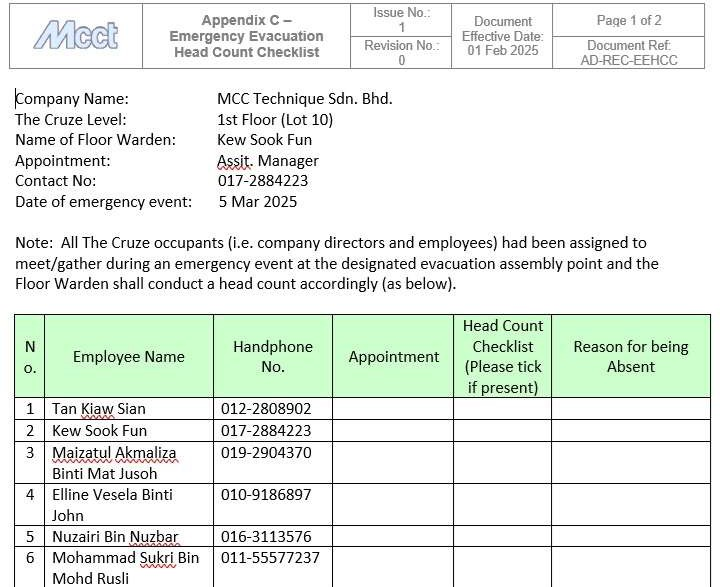 Mcct
Appendix C –
Emergency Evacuation
Head Count Checklist
Issue No.:
1
Revision No.:
0
Document
Effective Date:
01 Feb 2025
Page 1 of 2
Document Ref:
AD-REC-EEHCC
Company Name: MCC Technique Sdn. Bhd.
The Cruze Level: 1st Floor (Lot 10)
Name of Floor Warden: Kew Sook Fun
Appointment: Assit. Manager
Contact No: 017-2884223
Date of emergency event: 5 Mar 2025
Note: All The Cruze occupants (i.e. company directors and employees) had been assigned to
meet/gather during an emergency event at the designated evacuation assembly point and the
Floor Warden shall conduct a head count accordingly (as below).
N
o.
Employee Name
Handphone
No.
Appointment
Head Count
Checklist
(Please tick
if present)
Reason for being
Absent
1 Tan Kiaw Sian 012-2808902
2 Kew Sook Fun 017-2884223
3 Maizatul Akmaliza 019-2904370
Binti Mat Jusoh
4 Elline Vesela Binti 010-9186897
John
5 Nuzairi Bin Nuzbar 016-3113576
6 Mohammad Sukri Bin 011-55577237
Mohd Rusli